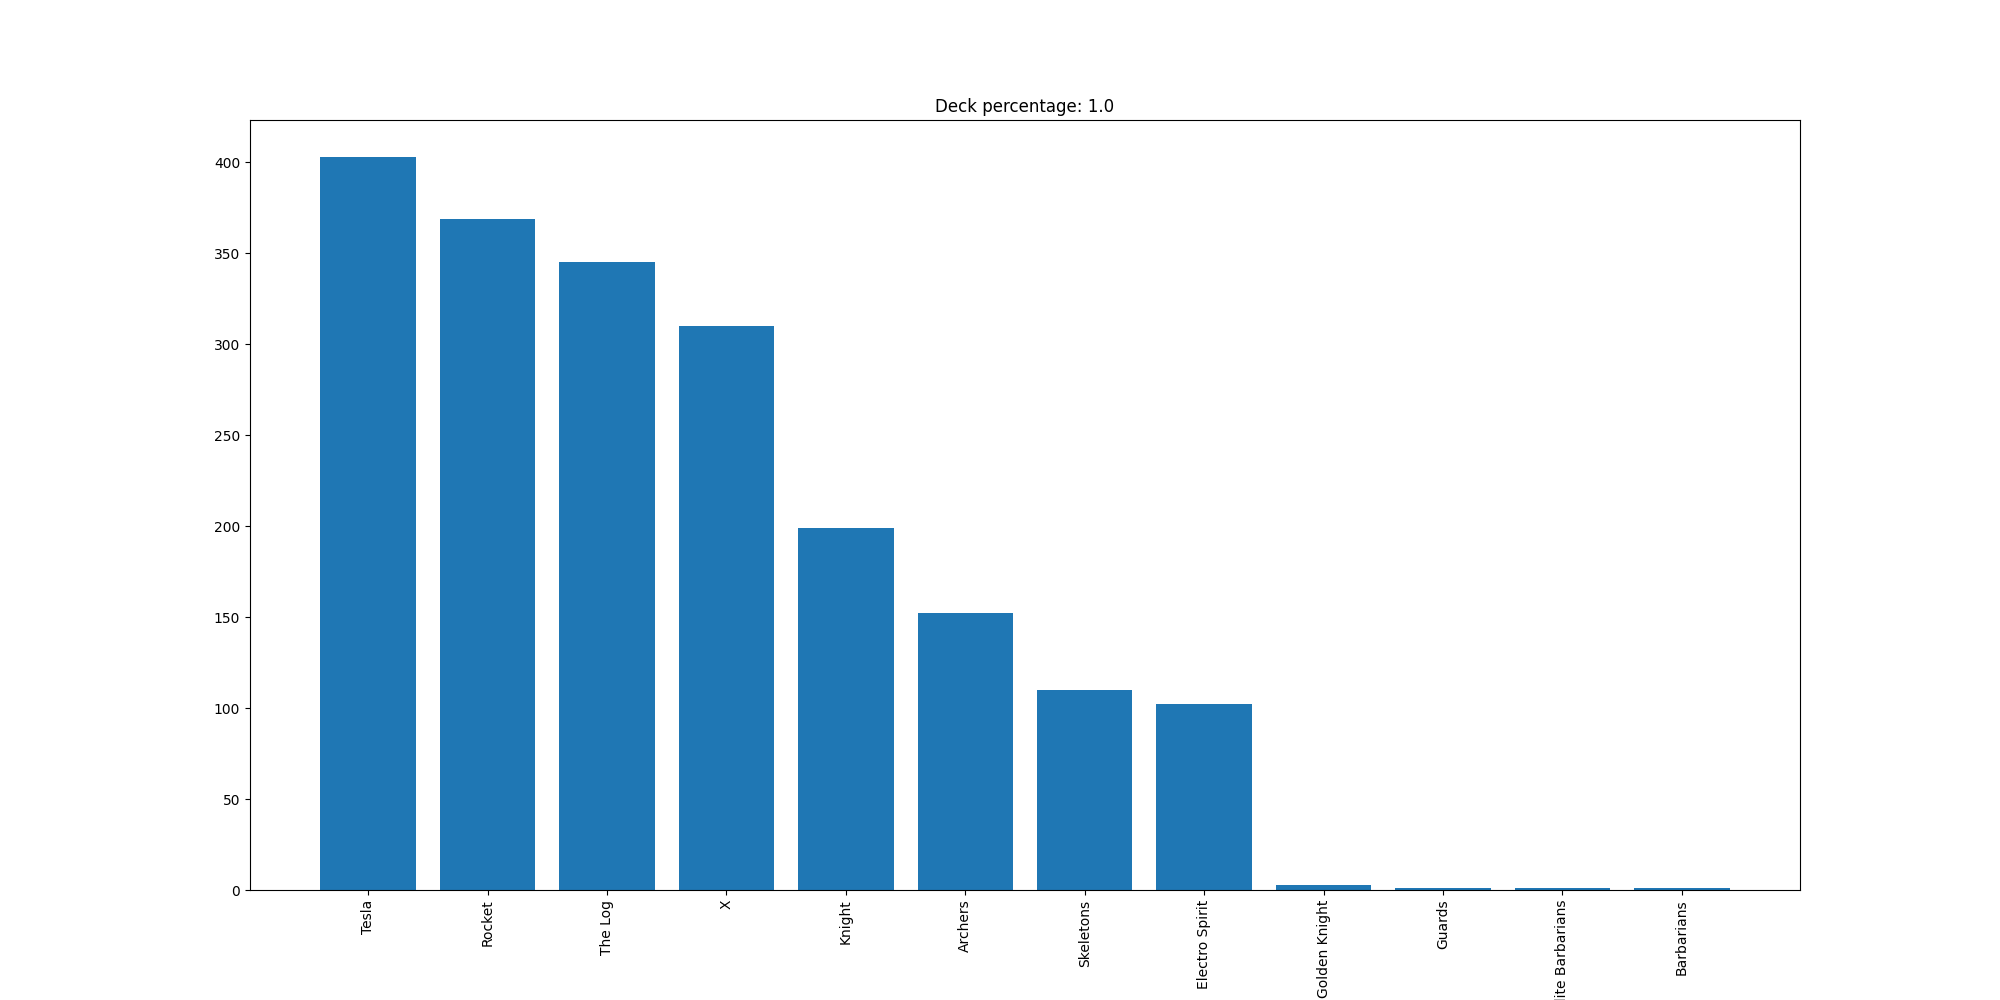 Deck percentage: 1.0
400
350
300
250
200
150
100
50
0
Tesla
Rocket
The Log
X
Knight
Archers
Skeletons
Electro Spirit
Golden Knight
Guards
lite Barbarians
Barbarians